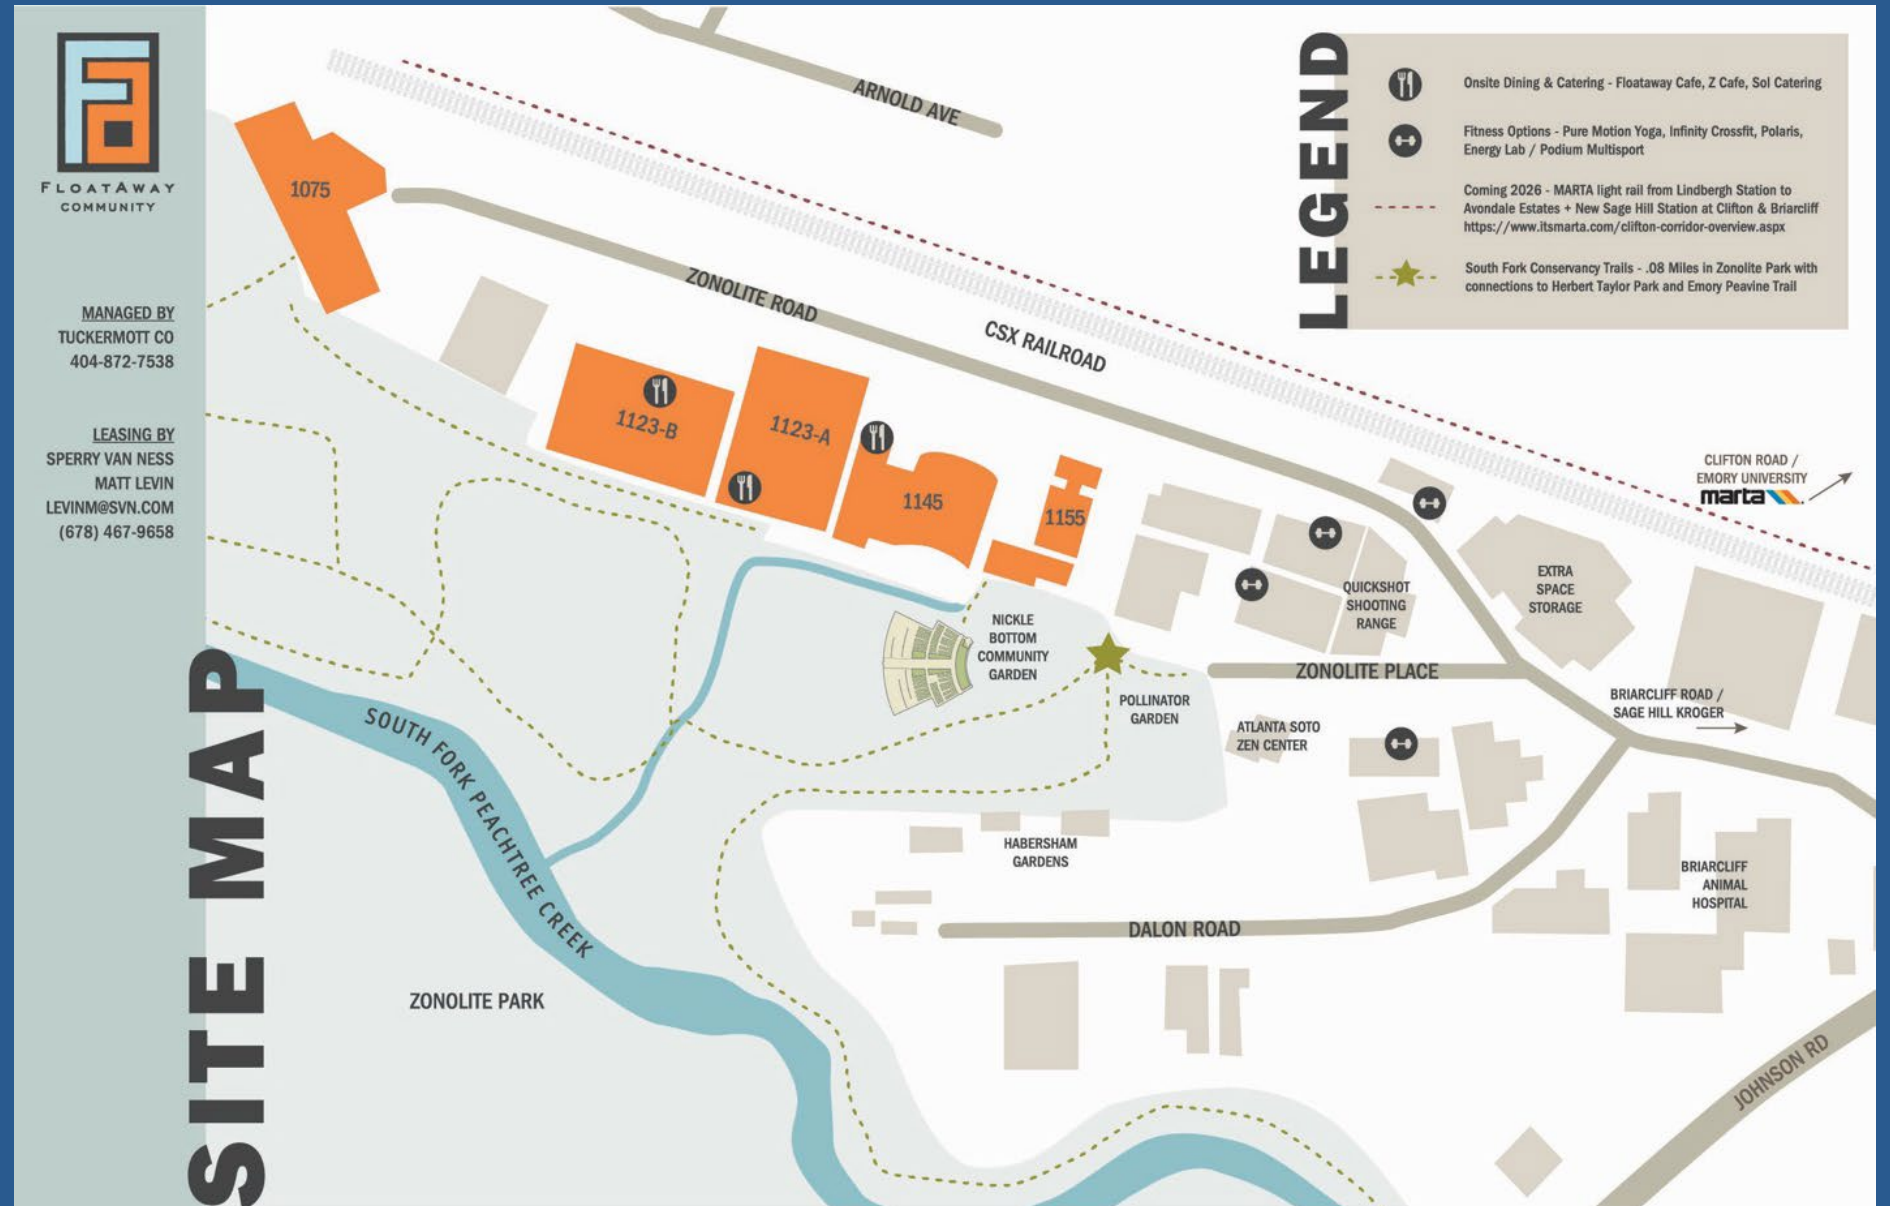 FLOATAWAY
COMMUNITY
MANAGED BY
TUCKERMOTT CO
404-872-7538
LEASING BY
SPERRY VAN NESS
MATT LEVIN
LEVINM@SVN.COM
(678) 467-9658
SITE MAP
LEGEND
Onsite Dining & Catering - Floataway Cafe, Z Cafe, Sol Catering
Fitness Options - Pure Motion Yoga, Infinity Crossfit, Polaris,
Energy Lab / Podium Multisport
Coming 2026 - MARTA light rail from Lindbergh Station to
Avondale Estates + New Sage Hill Station at Clifton & Briarcliff
https://www.itsmarta.com/clifton-corridor-overview.aspx
South Fork Conservancy Trails - .08 Miles in Zonolite Park with
connections to Herbert Taylor Park and Emory Peavine Trail
ARNOLD AVE
1075
ZONOLITE ROAD
CSX RAILROAD
1123-B
1123-A
1145
1155
CLIFTON ROAD /
EMORY UNIVERSITY
marta
QUICKSHOT
SHOOTING
RANGE
EXTRA
SPACE
STORAGE
NICKLE
BOTTOM
COMMUNITY
GARDEN
ZONOLITE PLACE
POLLINATOR
GARDEN
BRIARCLIFF ROAD /
SAGE HILL KROGER
ATLANTA SOTO
ZEN CENTER
SOUTH FORK PEACHTREE CREEK
HABERSHAM
GARDENS
BRIARCLIFF
ANIMAL
HOSPITAL
DALON ROAD
ZONOLITE PARK
JOHNSON RD